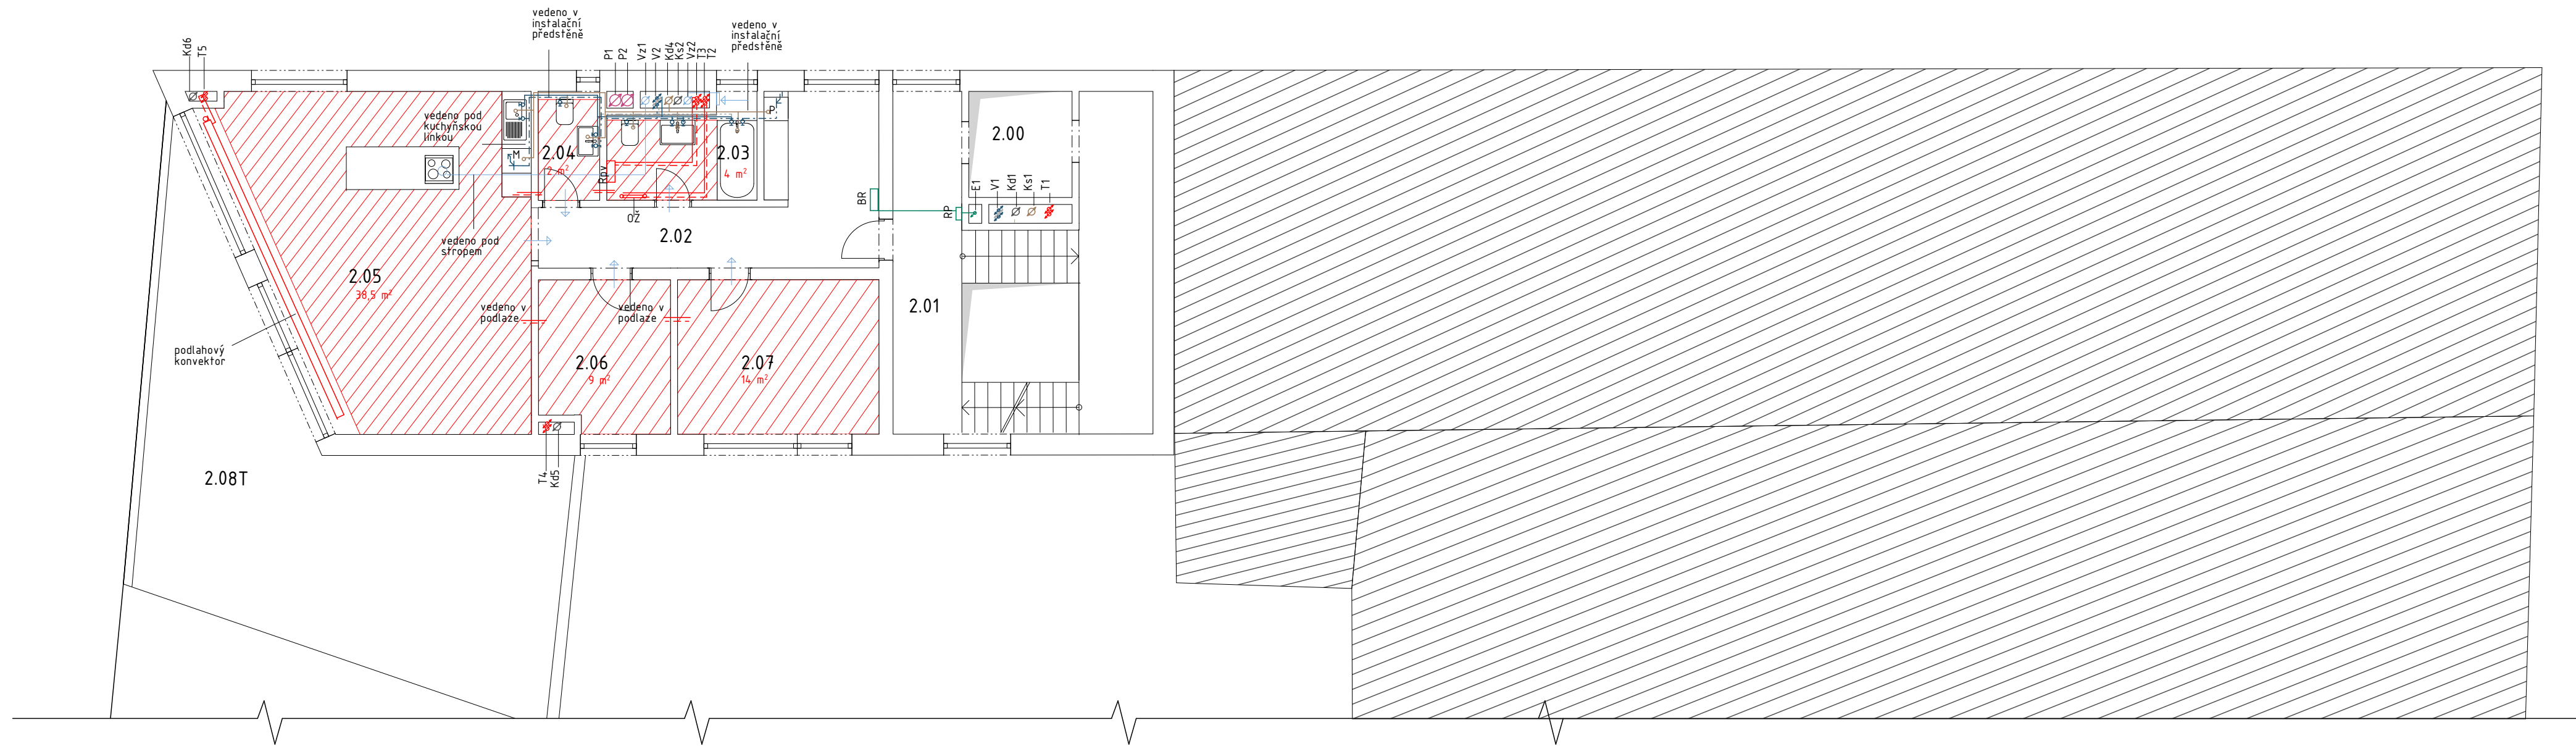 vedeno v
instalační
předstěně
vedeno v
instalační
předstěně
Kd6
T5
P1
P2
Vz1
V2
Kd4
Ks2
Vz2
T3
T2
P
vedeno pod
kuchyňskou
linkou
M
2.04
2 m²
2.03
4 m²
2.00
Rpv
OŽ
BR
RP
E1
V1
Kd1
Ks1
T1
vedeno pod
stropem
2.02
2.05
38,5 m²
vedeno v
podlaze
vedeno v
podlaze
2.01
podlahový
konvektor
2.06
9 m²
2.07
14 m²
T4
Kd5
2.08T